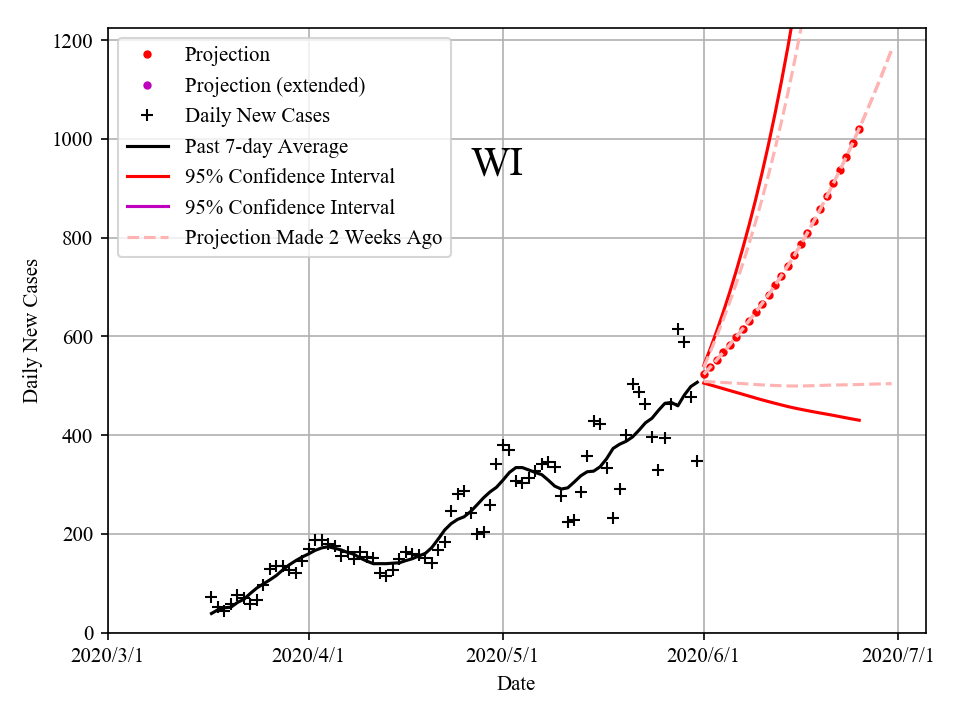 1200
1000
800
600
400
200
0
Daily New Cases
Projection
Projection (extended)
Daily New Cases
Past 7-day Average
95% Confidence Interval
95% Confidence Interval
Projection Made 2 Weeks Ago
WI
2020/3/1
2020/4/1
2020/5/1
2020/6/1
2020/7/1
Date